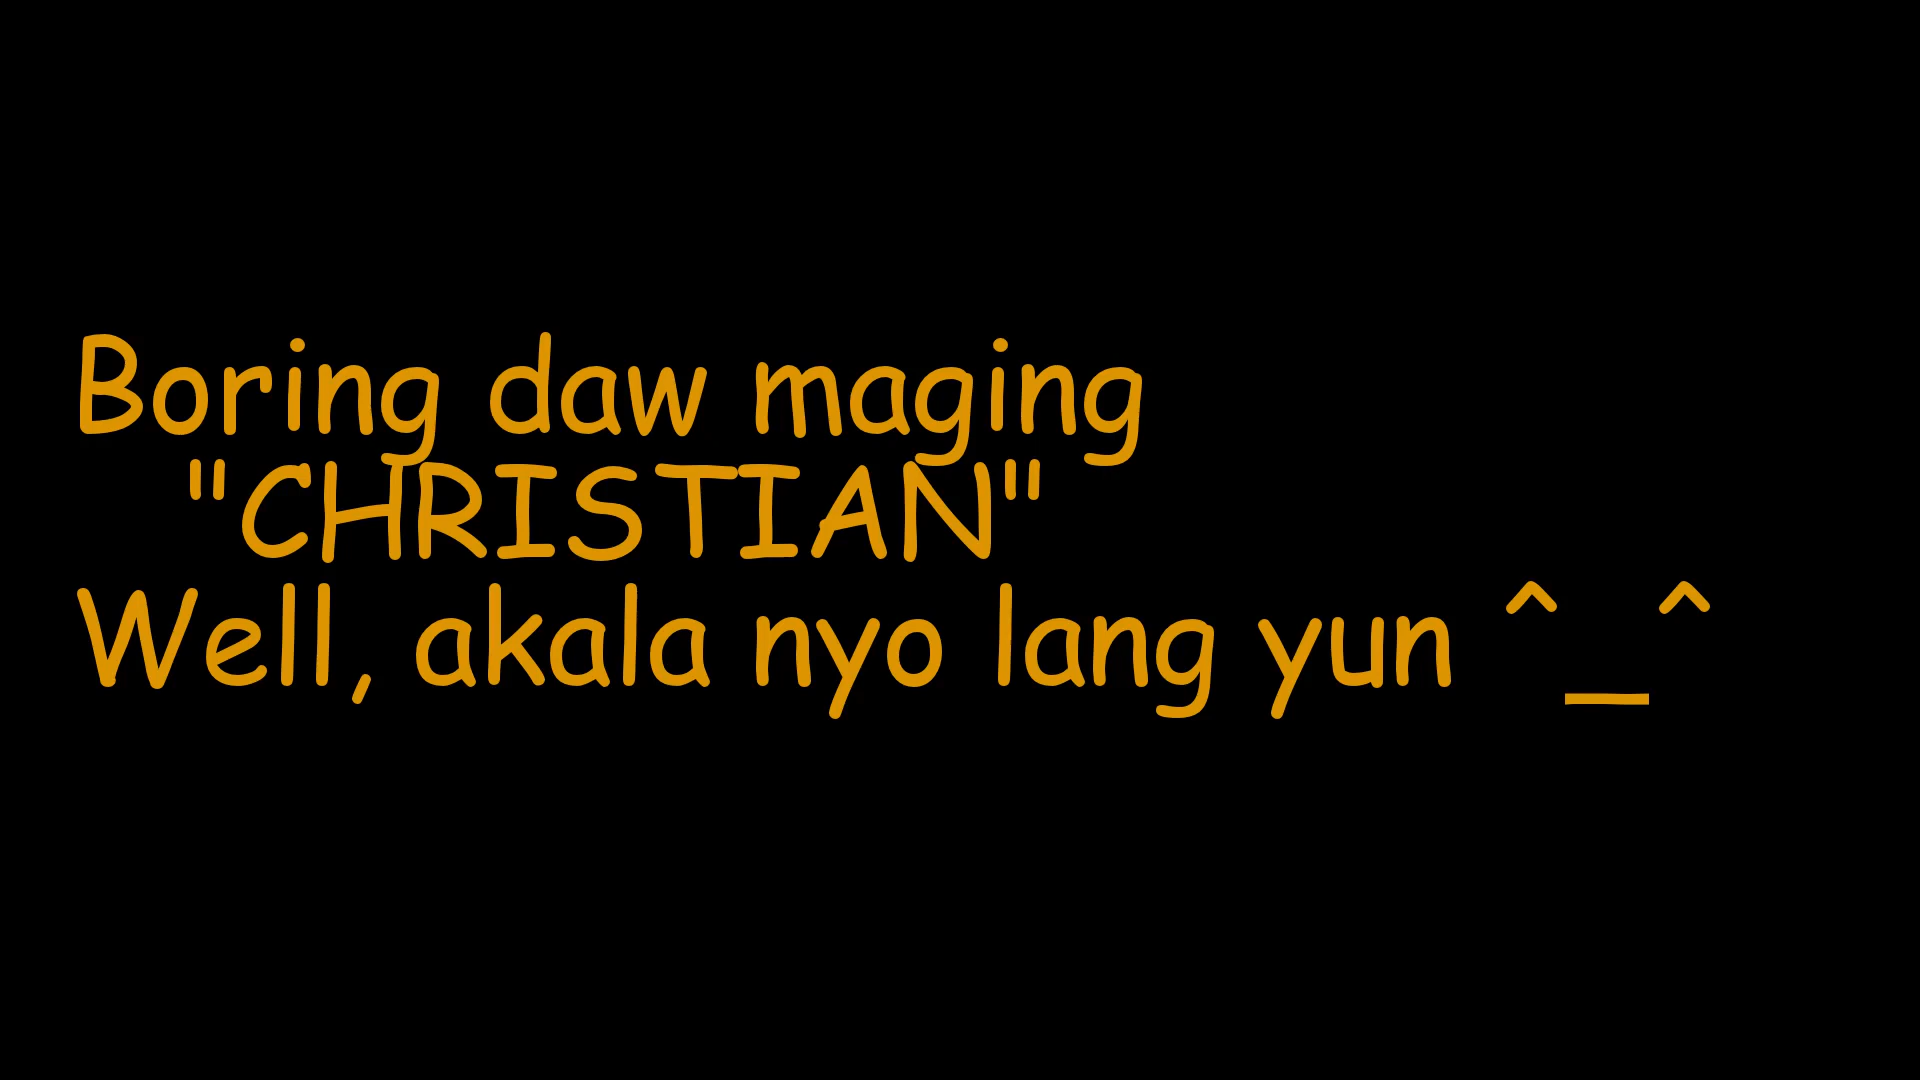 Boring daw maging
"CHRISTIAN"
Well, akala nyo lang yun ^_^